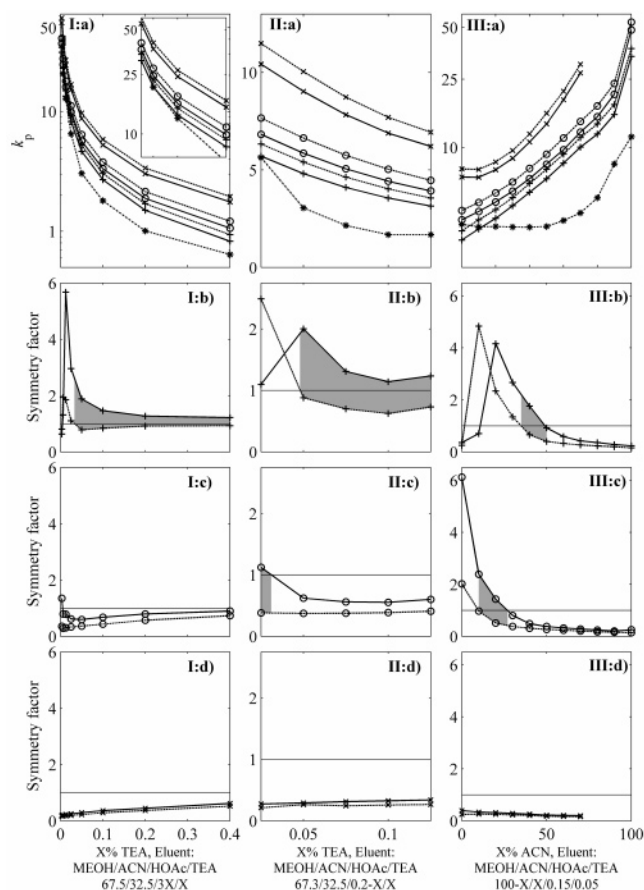 I:a)
II:a)
III:a)
50
25
10
1
k_p
50
25
10
10
5
0
50
25
10
I:b)
II:b)
III:b)
Symmetry factor
6
4
2
0
2
1
0
6
4
2
0
I:c)
II:c)
III:c)
Symmetry factor
6
4
2
0
2
1
0
6
4
2
0
I:d)
II:d)
III:d)
Symmetry factor
6
4
2
0
2
1
0
6
4
2
0
0 0.1 0.2 0.3 0.4
0.05 0.1
0 50 100
X% TEA, Eluent:
MEOH/ACN/HOAc/TEA
67.5/32.5/3X/X
X% TEA, Eluent:
MEOH/ACN/HOAc/TEA
67.3/32.5/0.2-X/X
X% ACN, Eluent:
MEOH/ACN/HOAc/TEA
100-X/X/0.15/0.05